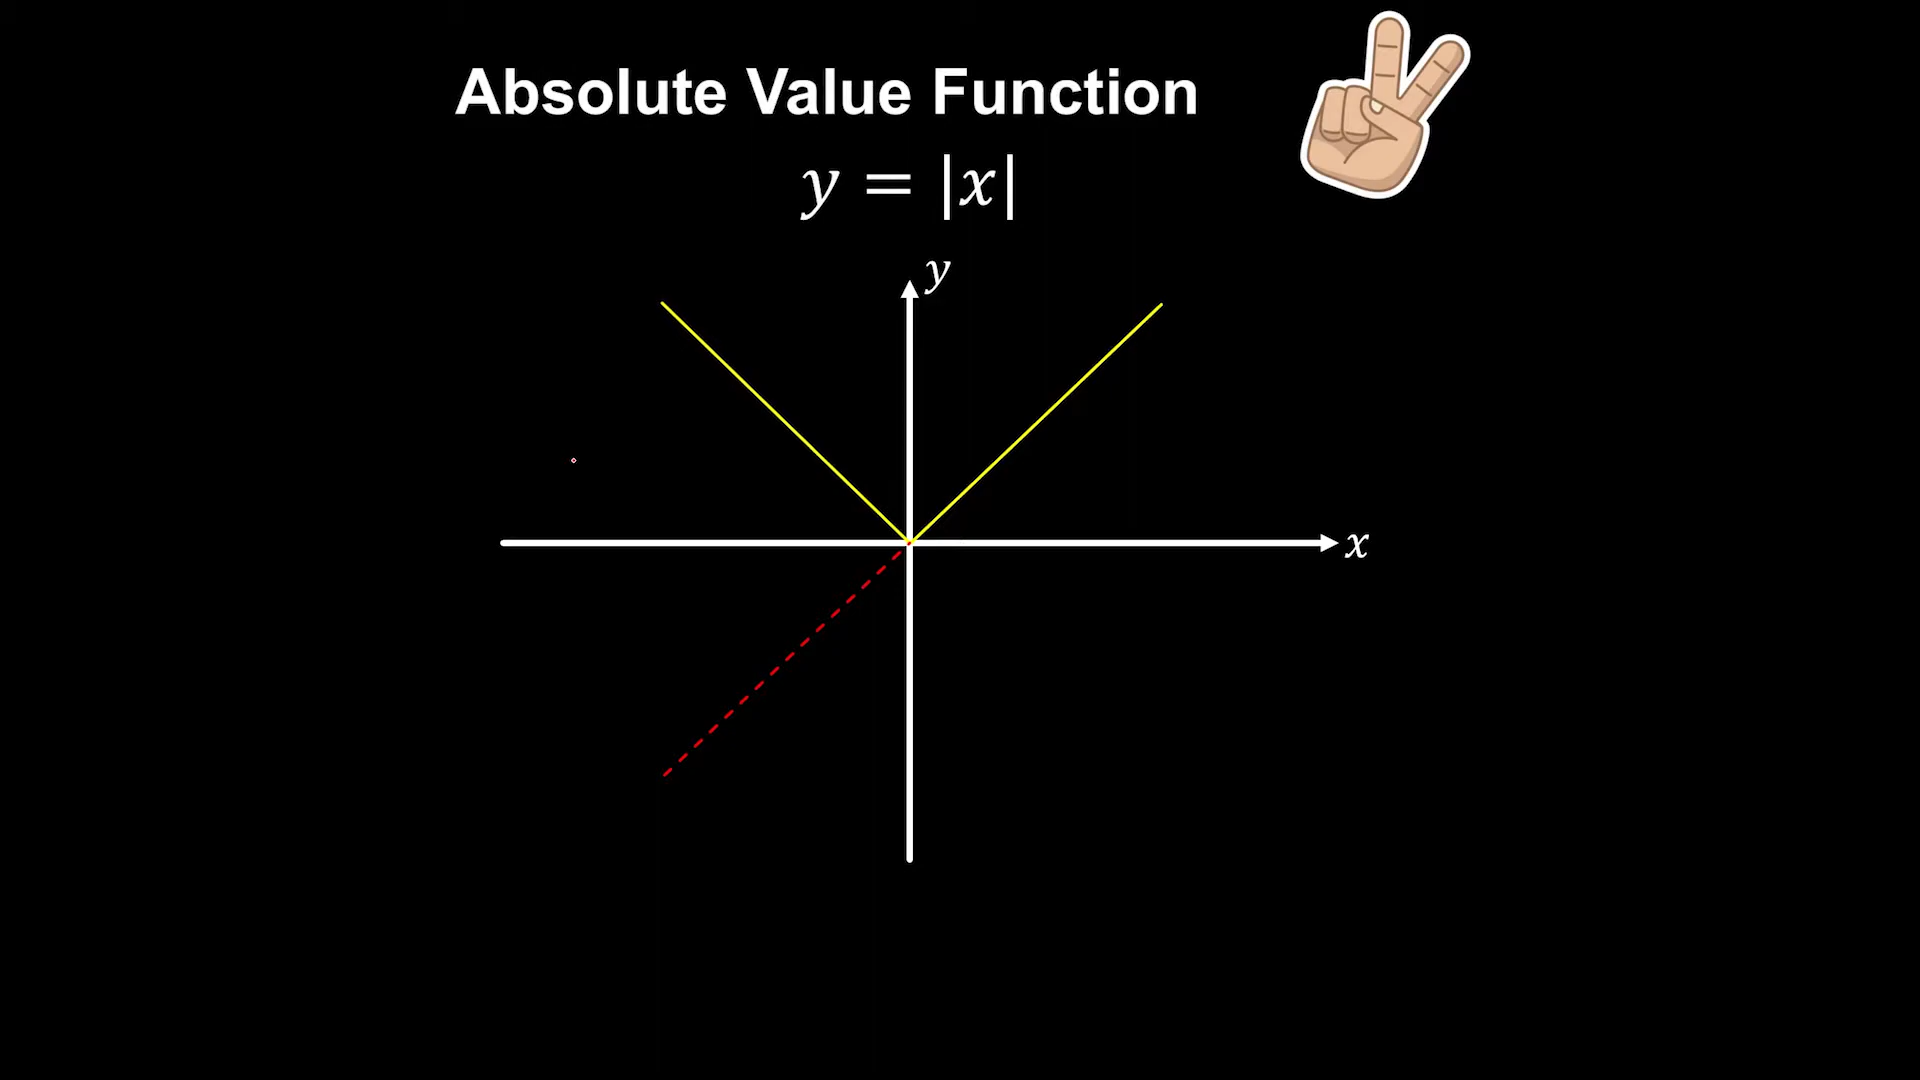 Absolute Value Function
y = |x|
y
x